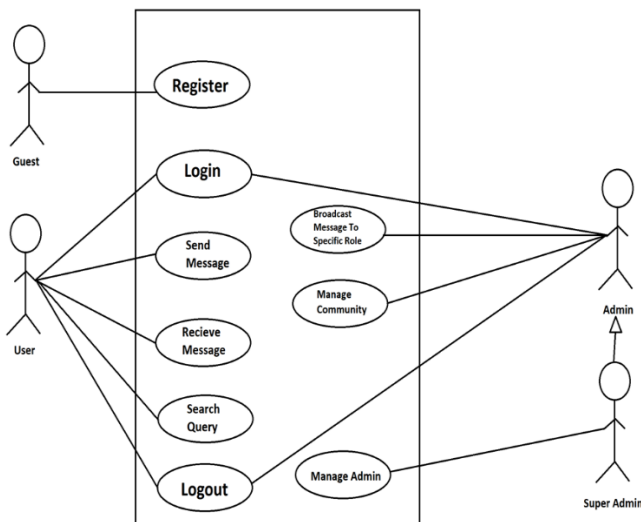 Register
Guest
Login
Broadcast
Message To
Specific Role
Send
Message
Manage
Community
Admin
User
Recieve
Message
Search
Query
Logout
Manage Admin
Super Admin